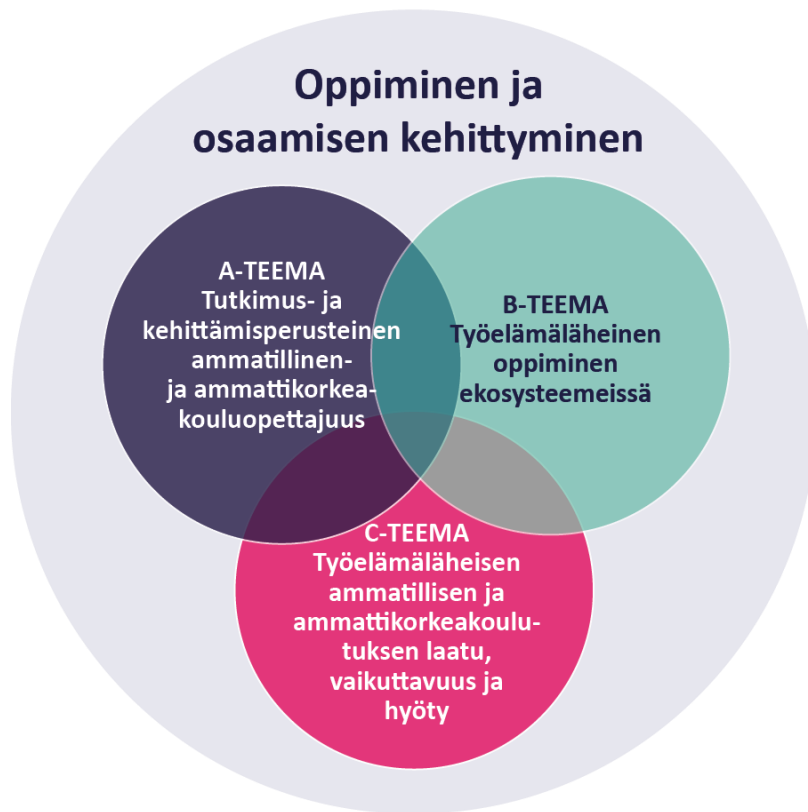 Oppiminen ja
osaamisen kehittyminen
A-TEEMA
Tutkimus- ja
kehittämisperusteinen
ammatillinen-
ja ammattikorkea-
kouluopettajuus
B-TEEMA
Työelämäläheinen
oppiminen
ekosysteemeissä
C-TEEMA
Työelämäläheisen
ammatillisen ja
ammattikorkeakoulu-
tuksen laatu,
vaikuttavuus ja
hyöty